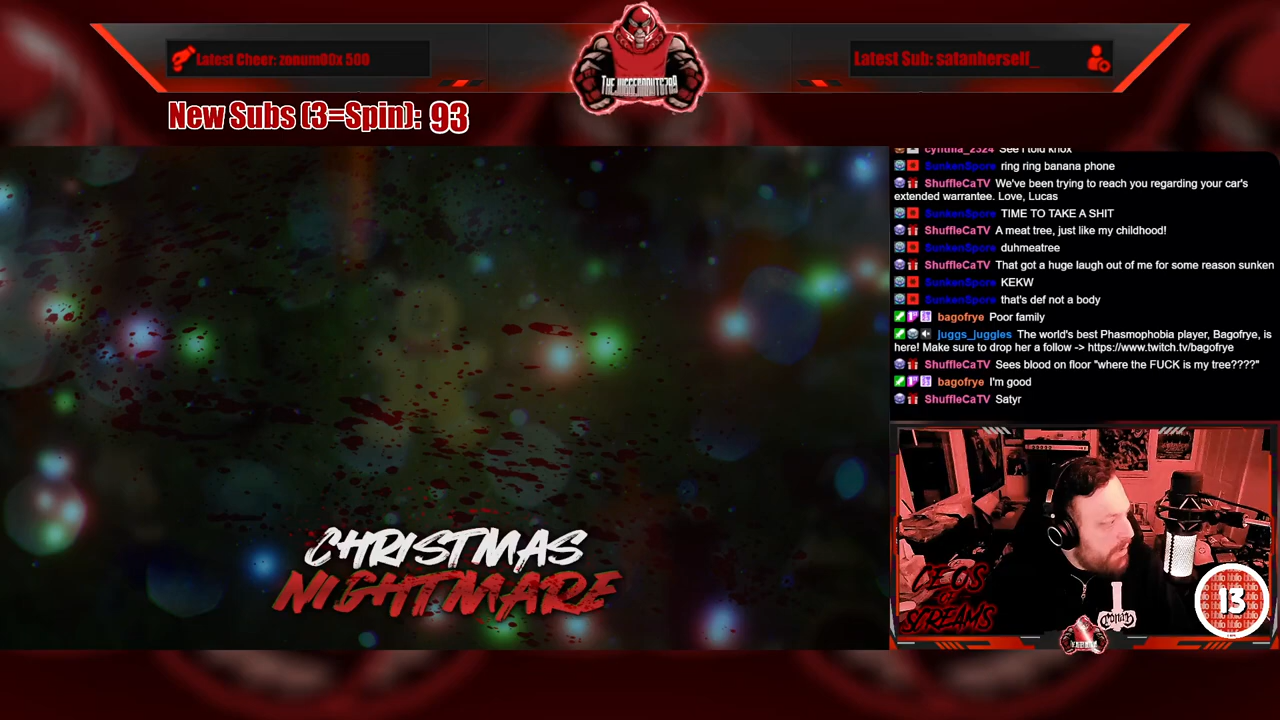 Latest Cheer: zonum00x 500
THEJUGGERNAUT6789
Latest Sub: satanherself_
New Subs (3=Spin): 93
cynthia_2324 See I told knox
SunkenSpore ring ring banana phone
ShuffleCaTV We've been trying to reach you regarding your car's
extended warrantee. Love, Lucas
SunkenSpore TIME TO TAKE A SHIT
ShuffleCaTV A meat tree, just like my childhood!
SunkenSpore duhmeatree
ShuffleCaTV That got a huge laugh out of me for some reason sunken
SunkenSpore KEKW
SunkenSpore that's def not a body
bagofrye Poor family
juggs_juggles The world's best Phasmophobia player, Bagofrye, is
here! Make sure to drop her a follow -> https://www.twitch.tv/bagofrye
ShuffleCaTV Sees blood on floor "where the FUCK is my tree????"
bagofrye I'm good
ShuffleCaTV Satyr
CHRISTMAS
NIGHTMARE
CEOS
OF
SCREAMS
13